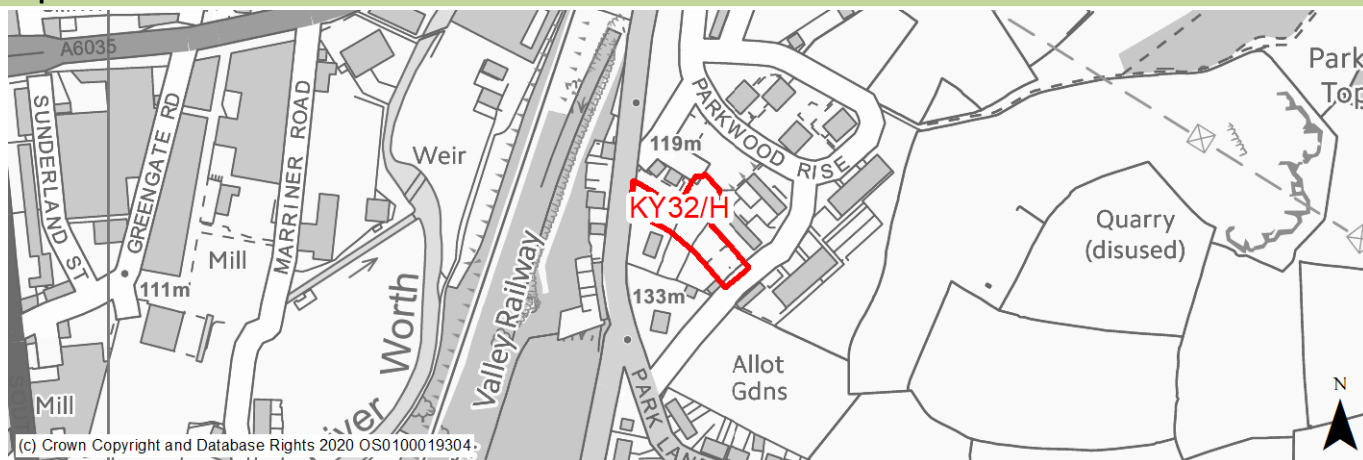 A6035
SUNDERLAND ST
GREENGATE RD
MARRINER ROAD
Weir
Mill
111m
Mill
River Worth
Valley Railway
119m
PARKWOOD RISE
KY32/H
133m
PARK LANE
Allot
Gdns
Quarry
(disused)
Park
Top
N
(c) Crown Copyright and Database Rights 2020 OS0100019304